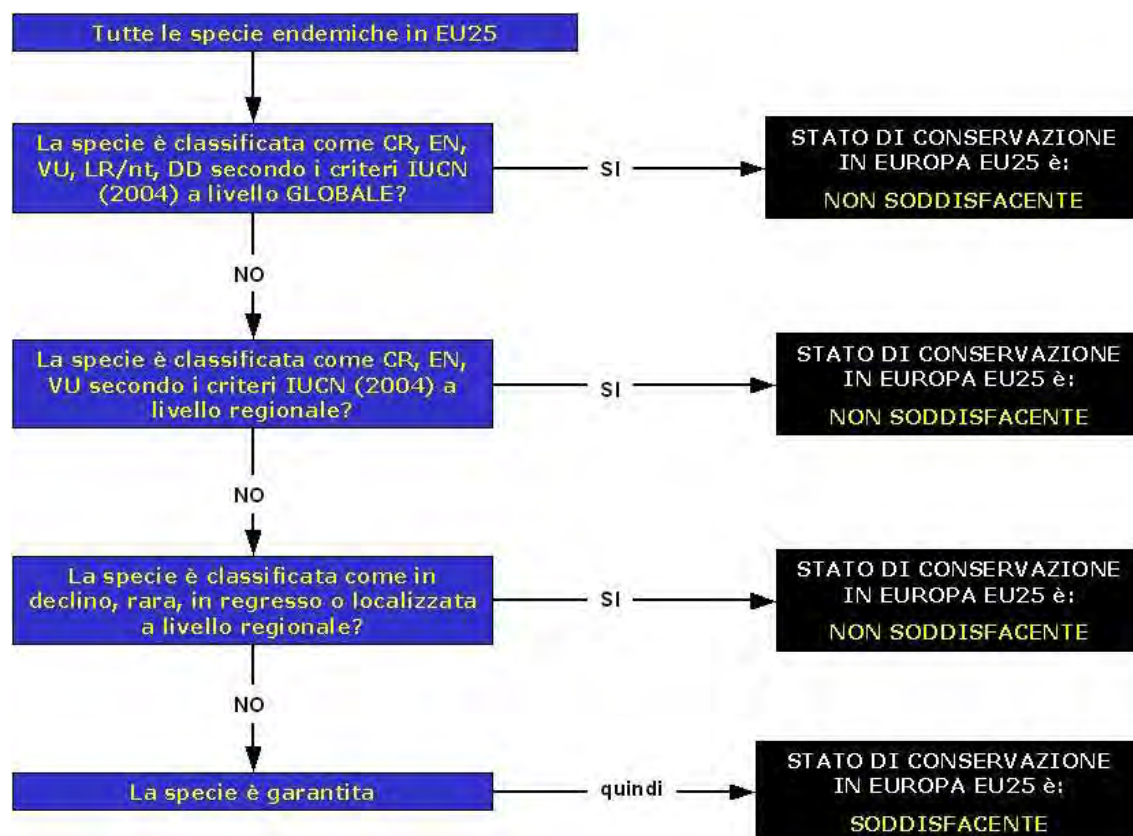 Tutte le specie endemiche in EU25
La specie è classificata come CR, EN,
VU, LR/nt, DD secondo i criteri IUCN
(2004) a livello GLOBALE?
SI
STATO DI CONSERVAZIONE
IN EUROPA EU25 è:
NON SODDISFACENTE
NO
La specie è classificata come CR, EN,
VU secondo i criteri IUCN (2004) a
livello regionale?
SI
STATO DI CONSERVAZIONE
IN EUROPA EU25 è:
NON SODDISFACENTE
NO
La specie è classificata come in
declino, rara, in regresso o localizzata
a livello regionale?
SI
STATO DI CONSERVAZIONE
IN EUROPA EU25 è:
NON SODDISFACENTE
NO
La specie è garantita
quindi
STATO DI CONSERVAZIONE
IN EUROPA EU25 è:
SODDISFACENTE